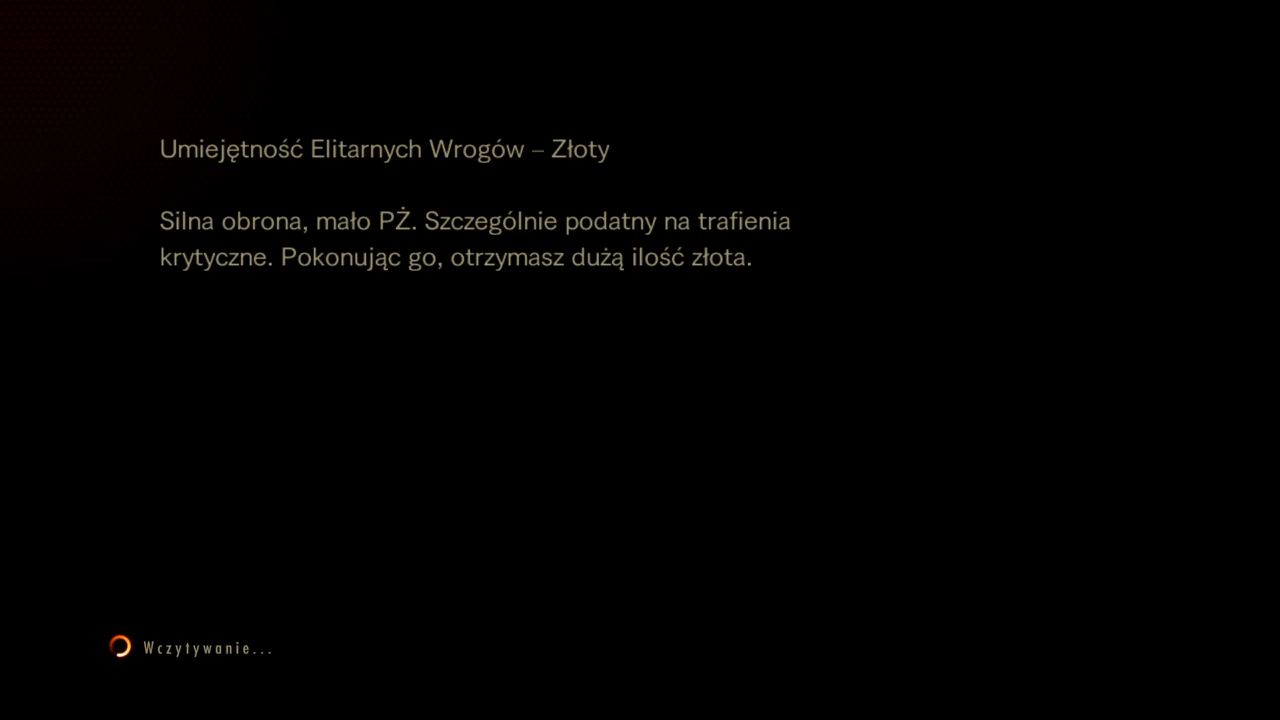 Umiejętność Elitarnych Wrogów – Złoty
Silna obrona, mało PŻ. Szczególnie podatny na trafienia
krytyczne. Pokonując go, otrzymasz dużą ilość złota.
Wczytywanie...